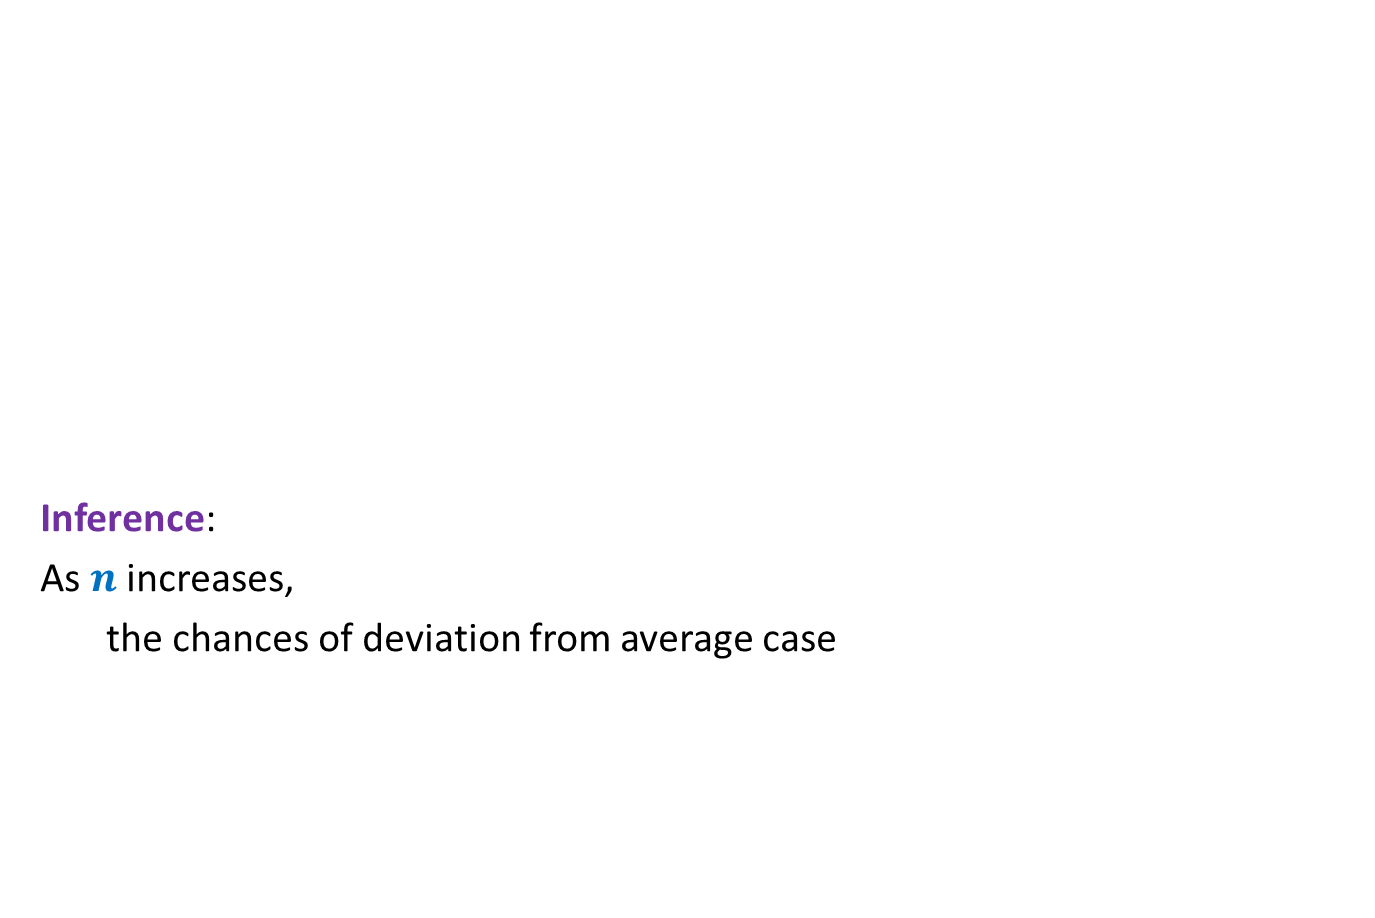 Inference:
As n increases,
the chances of deviation from average case